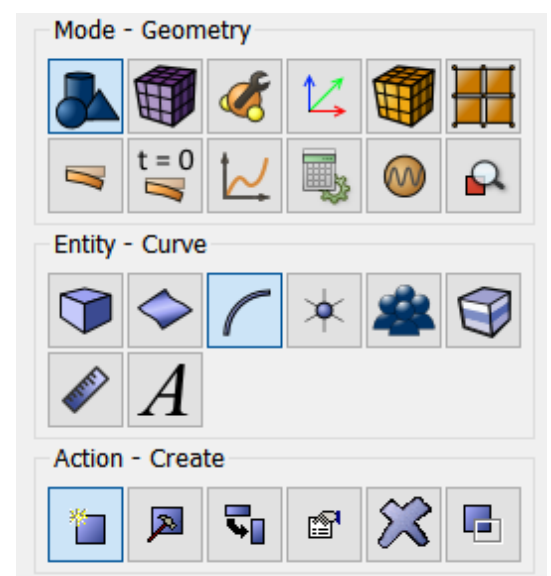 Mode - Geometry
t = 0
Entity - Curve
A
Action - Create